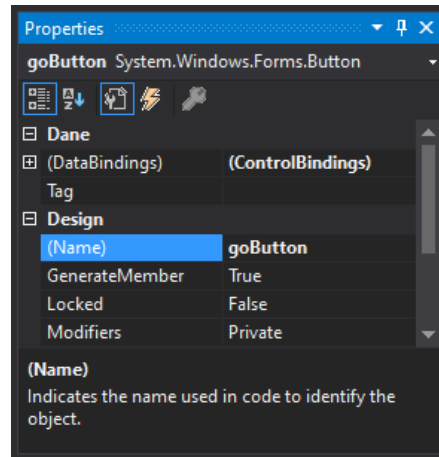 Properties
goButton System.Windows.Forms.Button
Dane
(DataBindings) (ControlBindings)
Tag
Design
(Name) goButton
GenerateMember True
Locked False
Modifiers Private
(Name)
Indicates the name used in code to identify the
object.